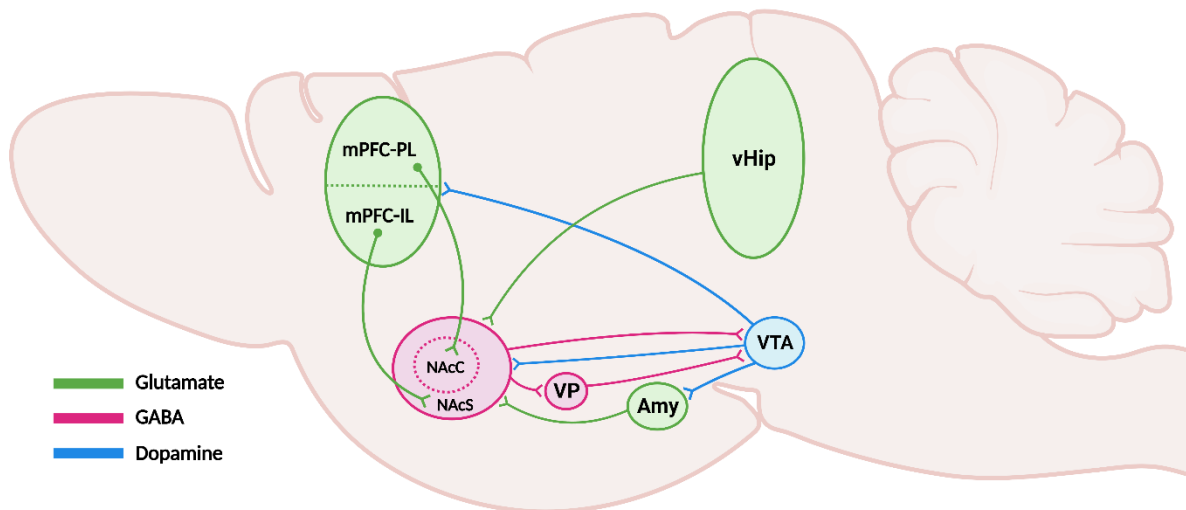 mPFC-PL
vHip
mPFC-IL
VTA
NAcC
VP
NAcS
Amy
Glutamate
GABA
Dopamine